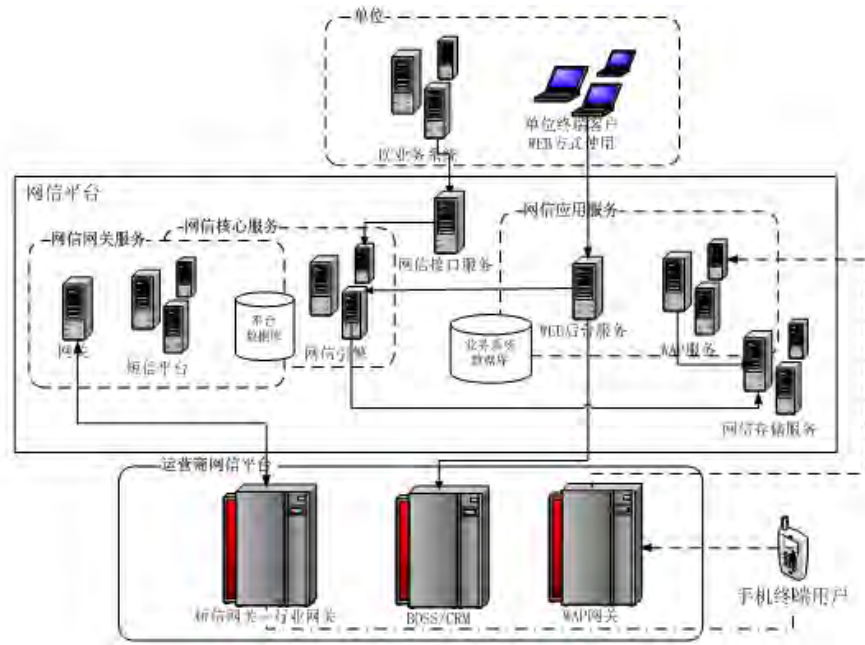 单位
EC业务系统
单位终端客户
WEB方式使用
网信平台
网信应用服务
网信网关服务
网信核心服务
网信接口服务
网关
短信平台
平台
数据库
网信引擎
业务系统
数据库
WEB后台服务
WAP服务
网信存储服务
运营商网信平台
短信网关—行业网关
BOSS/CRM
WAP网关
手机终端用户